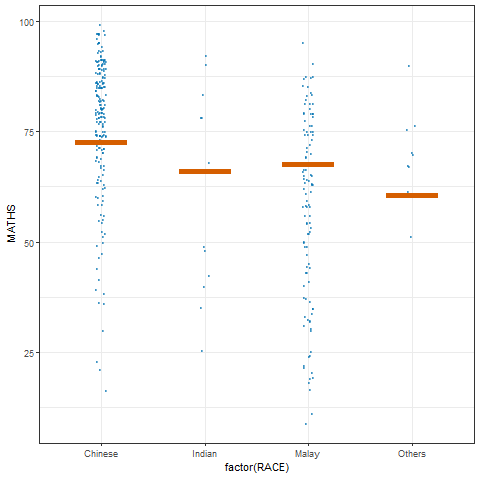 100
75
50
25
MATHS
Chinese
Indian
Malay
Others
factor(RACE)